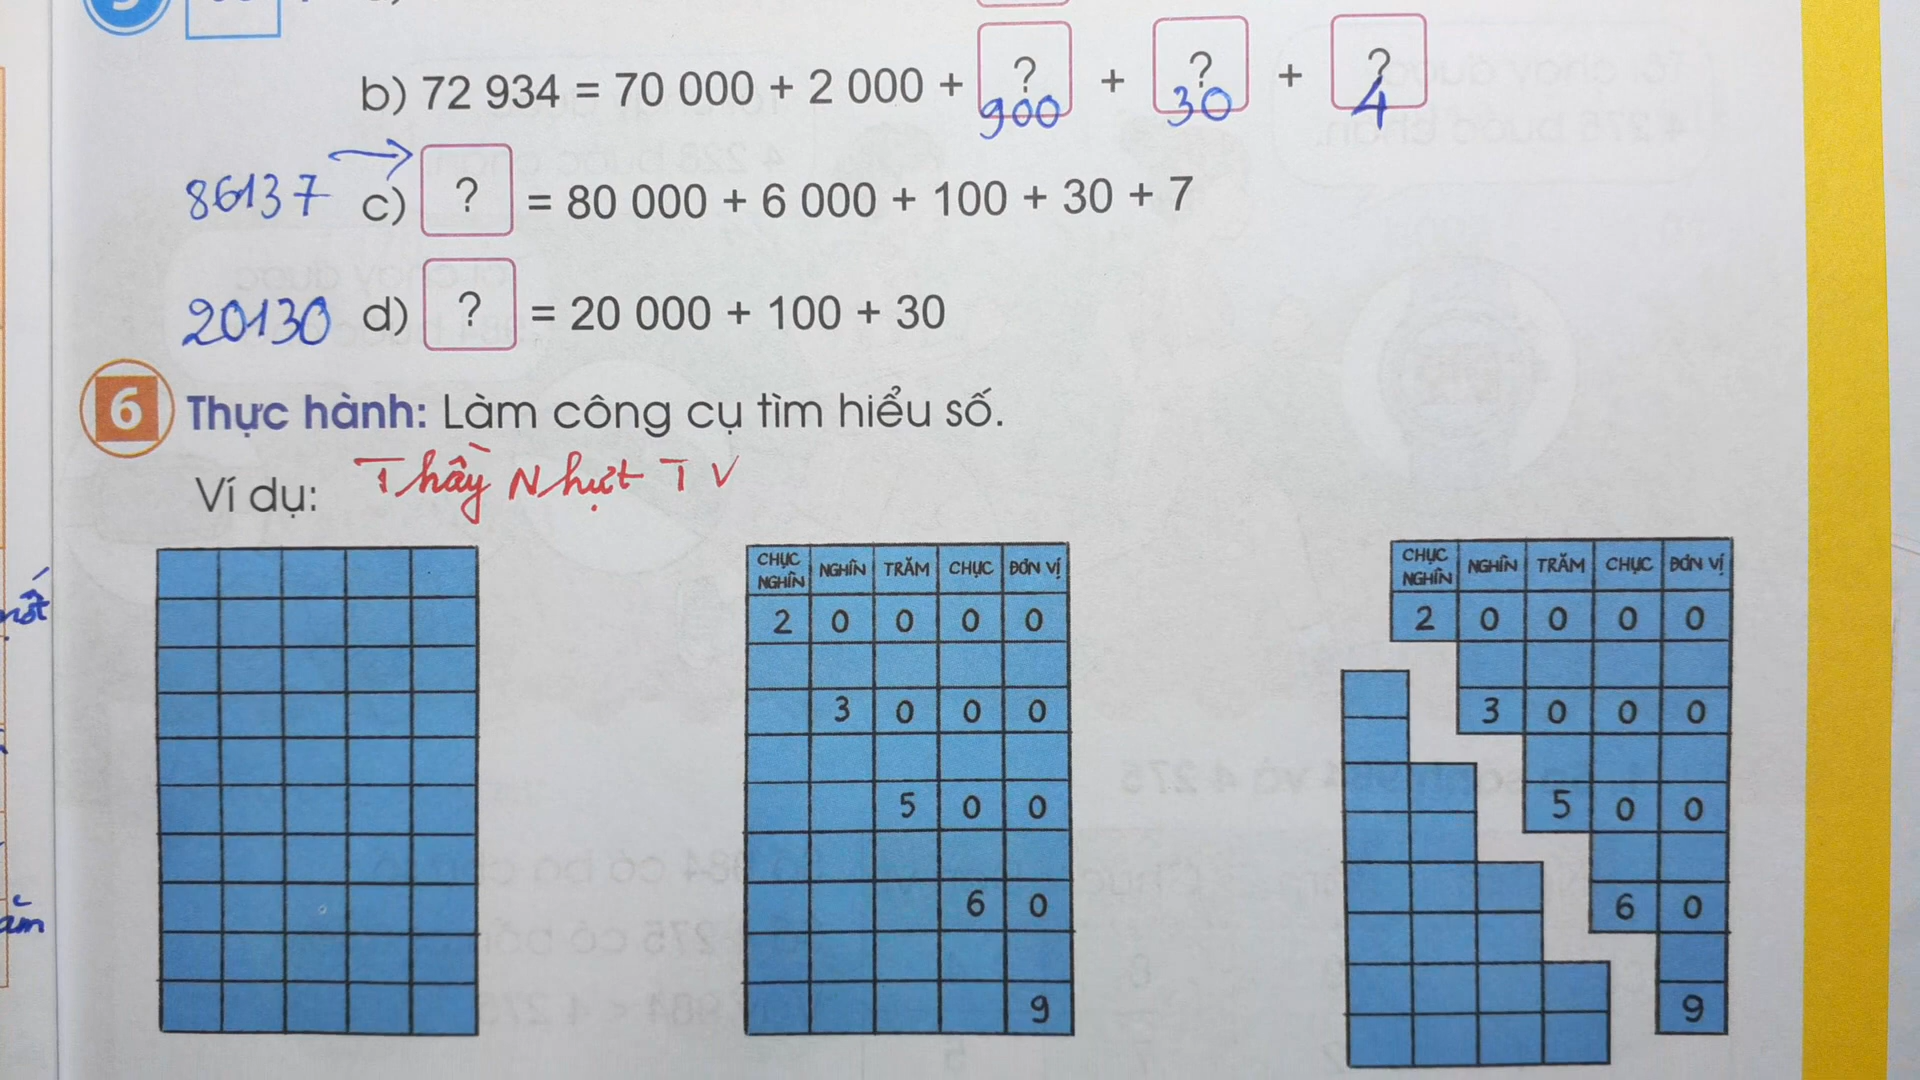 b) 72 934 = 70 000 + 2 000 + ? + ? + ?
900 30 4
86137 c) ? = 80 000 + 6 000 + 100 + 30 + 7
20130 d) ? = 20 000 + 100 + 30
6 Thực hành: Làm công cụ tìm hiểu số.
Ví dụ: Thầy Nhựt TV
CHỤC NGHÌN NGHÌN TRĂM CHỤC ĐƠN VỊ
2 0 0 0 0
3 0 0 0
5 0 0
6 0
9
CHỤC NGHÌN NGHÌN TRĂM CHỤC ĐƠN VỊ
2 0 0 0 0
3 0 0 0
5 0 0
6 0
9